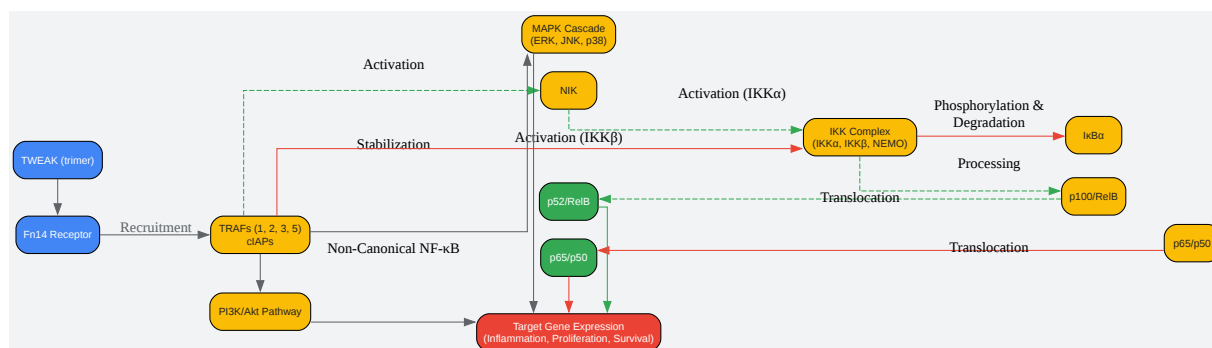 MAPK Cascade
(ERK, JNK, p38)
Activation
NIK
Activation (IKKα)
Phosphorylation &
Degradation
Activation (IKKβ)
IKK Complex
(IKKα, IKKβ, NEMO)
IκBα
Stabilization
TWEAK (trimer)
Processing
p52/RelB
Translocation
p100/RelB
Fn14 Receptor
Recruitment
TRAFs (1, 2, 3, 5)
cIAPs
Non-Canonical NF-κB
p65/p50
Translocation
p65/p50
PI3K/Akt Pathway
Target Gene Expression
(Inflammation, Proliferation, Survival)